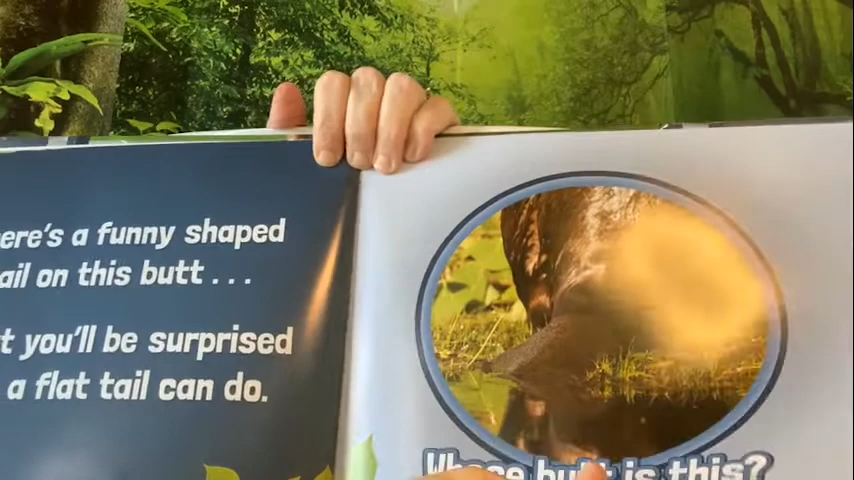 ere's a funny shaped
ail on this butt ....
t you'll be surprised
a flat tail can do.
Whose butt is this?